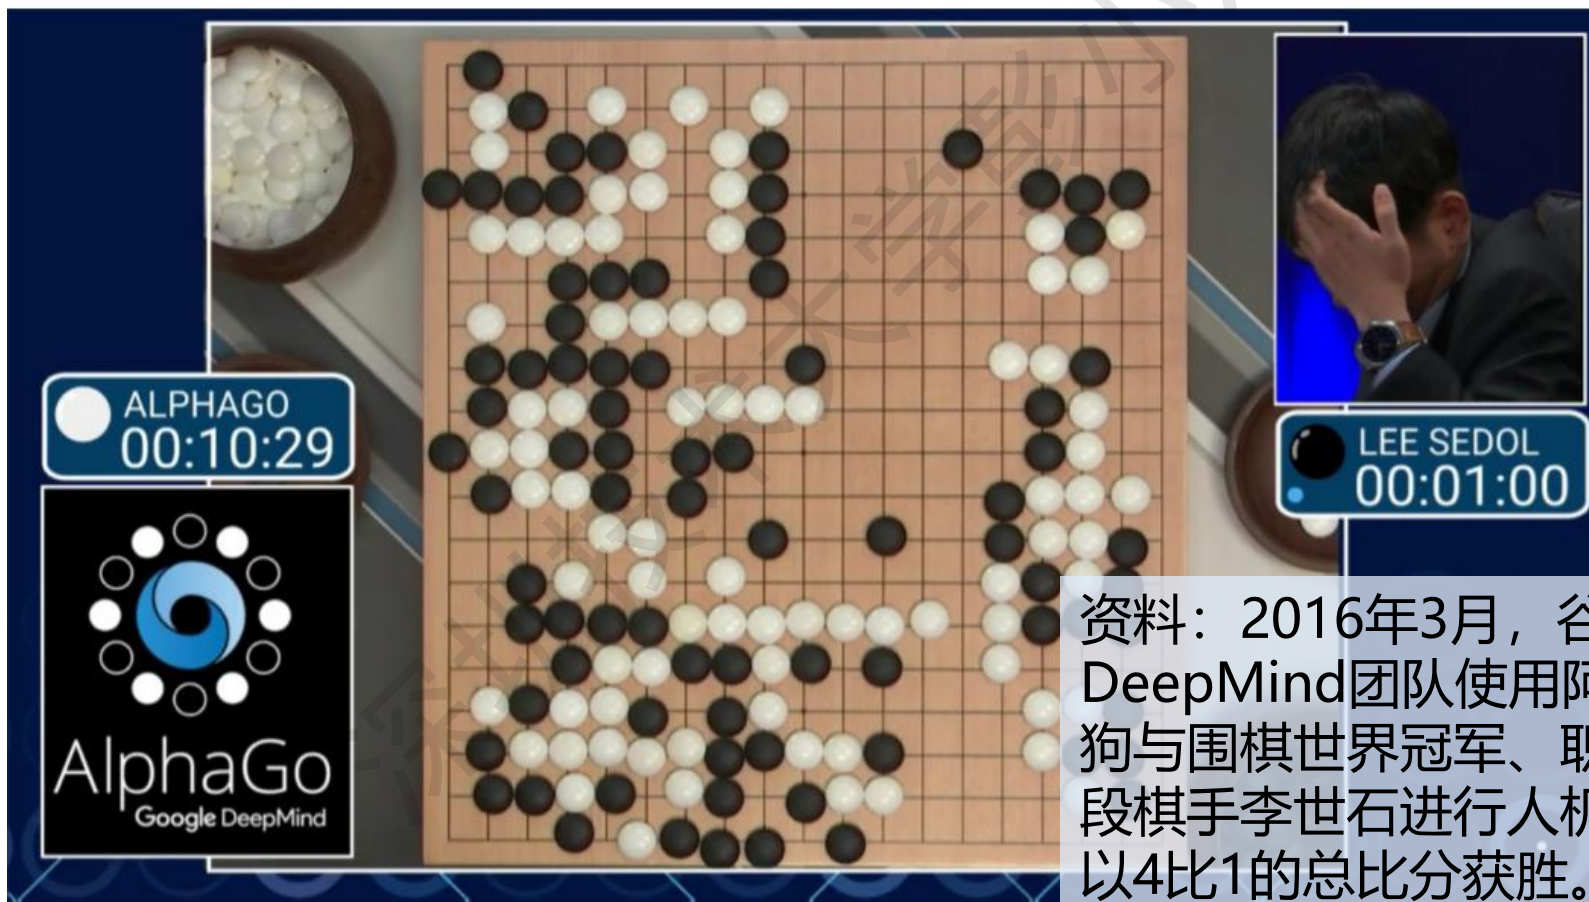 ALPHAGO
00:10:29
LEE SEDOL
00:01:00
AlphaGo
Google DeepMind
资料：2016年3月，谷
DeepMind团队使用阿
狗与围棋世界冠军、职
段棋手李世石进行人机
以4比1的总比分获胜。